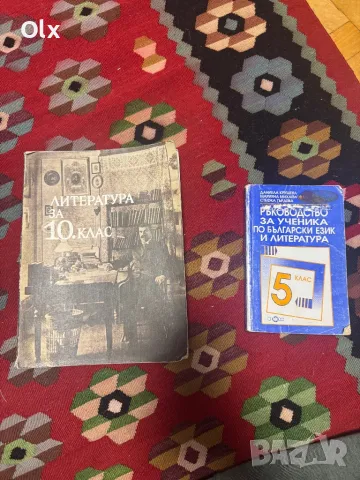 Olx
ЛИТЕРАТУРА
ЗА
10. КЛАС
РЪКОВОДСТВО
ЗА УЧЕНИКА
ПО БЪЛГАРСКИ ЕЗИК
И ЛИТЕРАТУРА
5 КЛАС
BAZAR